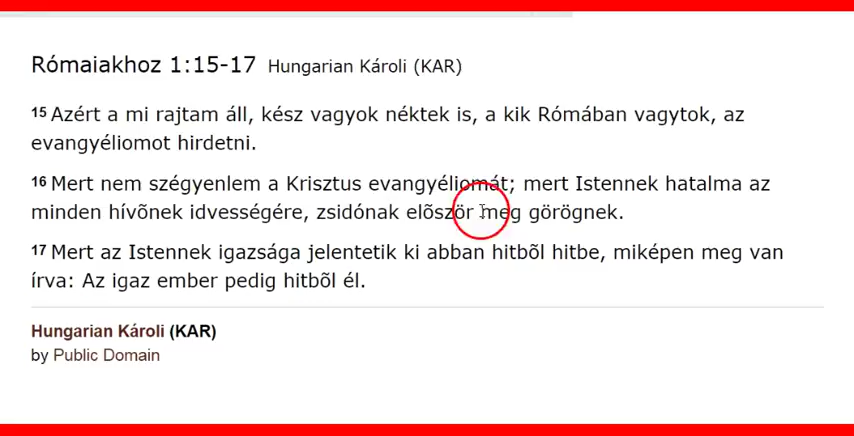 Rómaiakhoz 1:15-17 Hungarian Károli (KAR)
15 Azért a mi rajtam áll, kész vagyok néktek is, a kik Rómában vagytok, az
evangyéliomot hirdetni.
16 Mert nem szégyenlem a Krisztus evangyéliomát; mert Istennek hatalma az
minden hívõnek idvességére, zsidónak elõször meg görögnek.
17 Mert az Istennek igazsága jelentetik ki abban hitbõl hitbe, miképen meg van
írva: Az igaz ember pedig hitbõl él.
Hungarian Károli (KAR)
by Public Domain